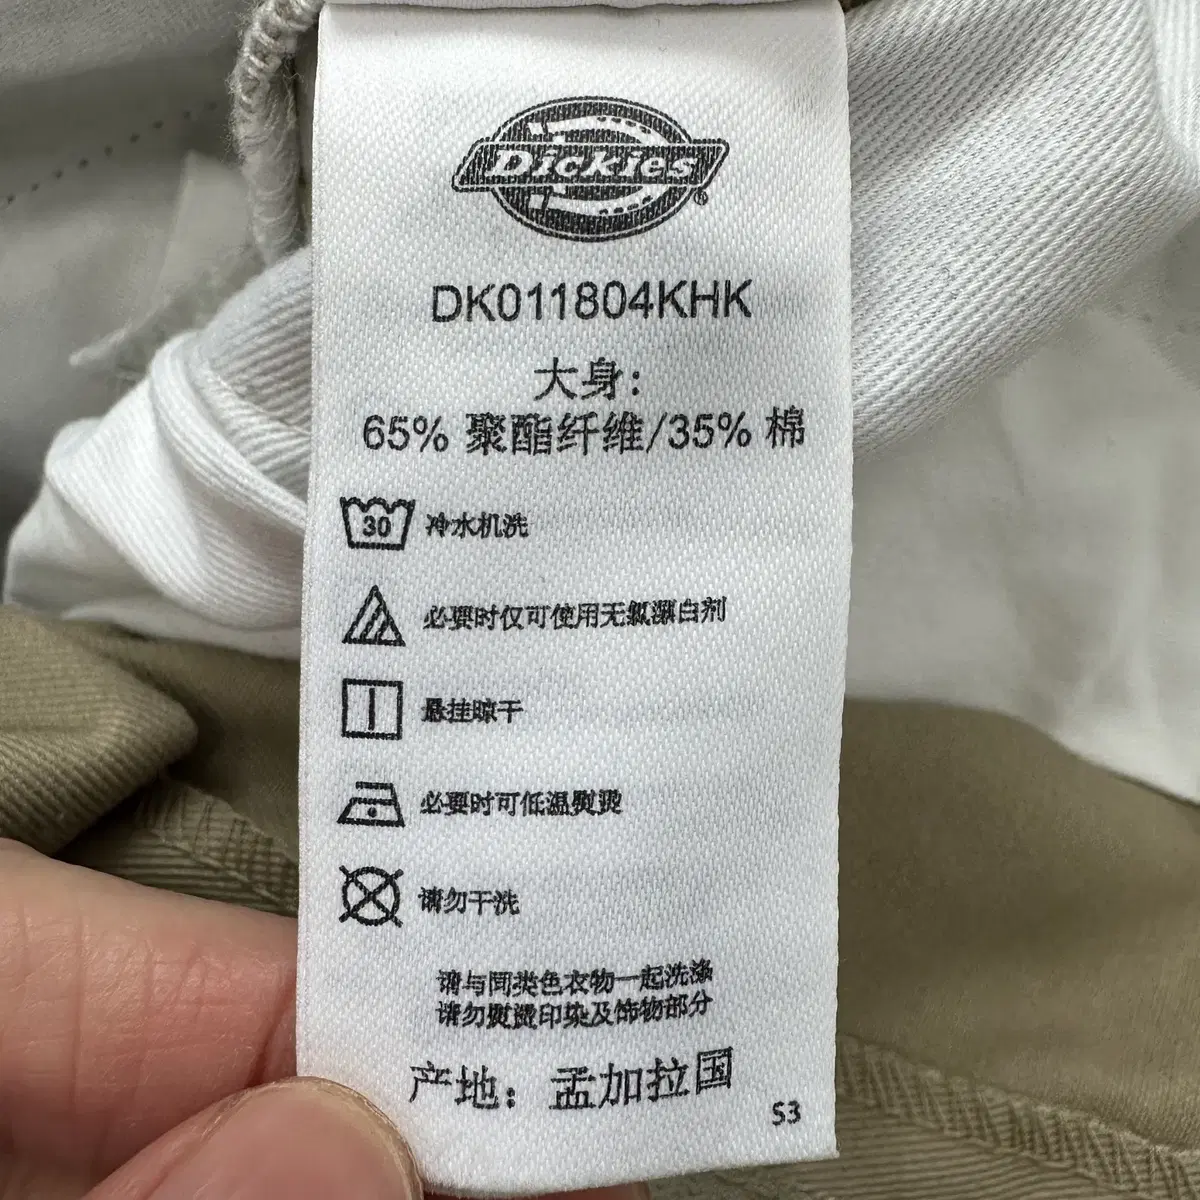 Dickies®
DK011804KHK
大身：
65% 聚酯纤维/35% 棉
30 冷水机洗
必要时仅可使用无氯漂白剂
悬挂晾干
必要时可低温熨烫
请勿干洗
请与同类色衣物一起洗涤
请勿熨烫印染及饰物部分
产地：孟加拉国
S3